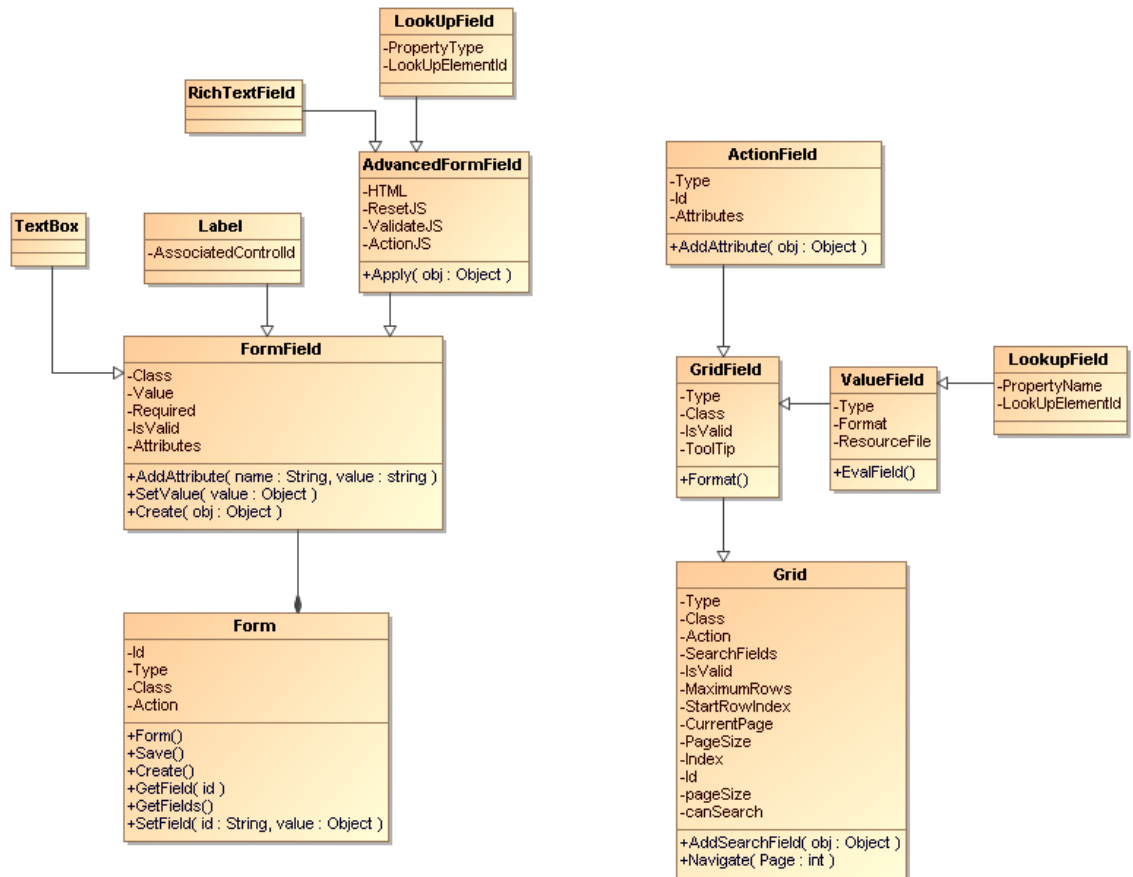 LookUpField
-PropertyType
-LookUpElementId
RichTextField
AdvancedFormField
-HTML
-ResetJS
-ValidateJS
-ActionJS
+Apply( obj : Object )
TextBox
Label
-AssociatedControlId
FormField
-Class
-Value
-Required
-IsValid
-Attributes
+AddAttribute( name : String, value : string )
+SetValue( value : Object )
+Create( obj : Object )
Form
-Id
-Type
-Class
-Action
+Form()
+Save()
+Create()
+GetField( id )
+GetFields()
+SetField( id : String, value : Object )
ActionField
-Type
-Id
-Attributes
+AddAttribute( obj : Object )
GridField
-Type
-Class
-IsValid
-ToolTip
+Format()
ValueField
-Type
-Format
-ResourceFile
+EvalField()
LookupField
-PropertyName
-LookUpElementId
Grid
-Type
-Class
-Action
-SearchFields
-IsValid
-MaximumRows
-StartRowIndex
-CurrentPage
-PageSize
-Index
-Id
-pageSize
-canSearch
+AddSearchField( obj : Object )
+Navigate( Page : int )